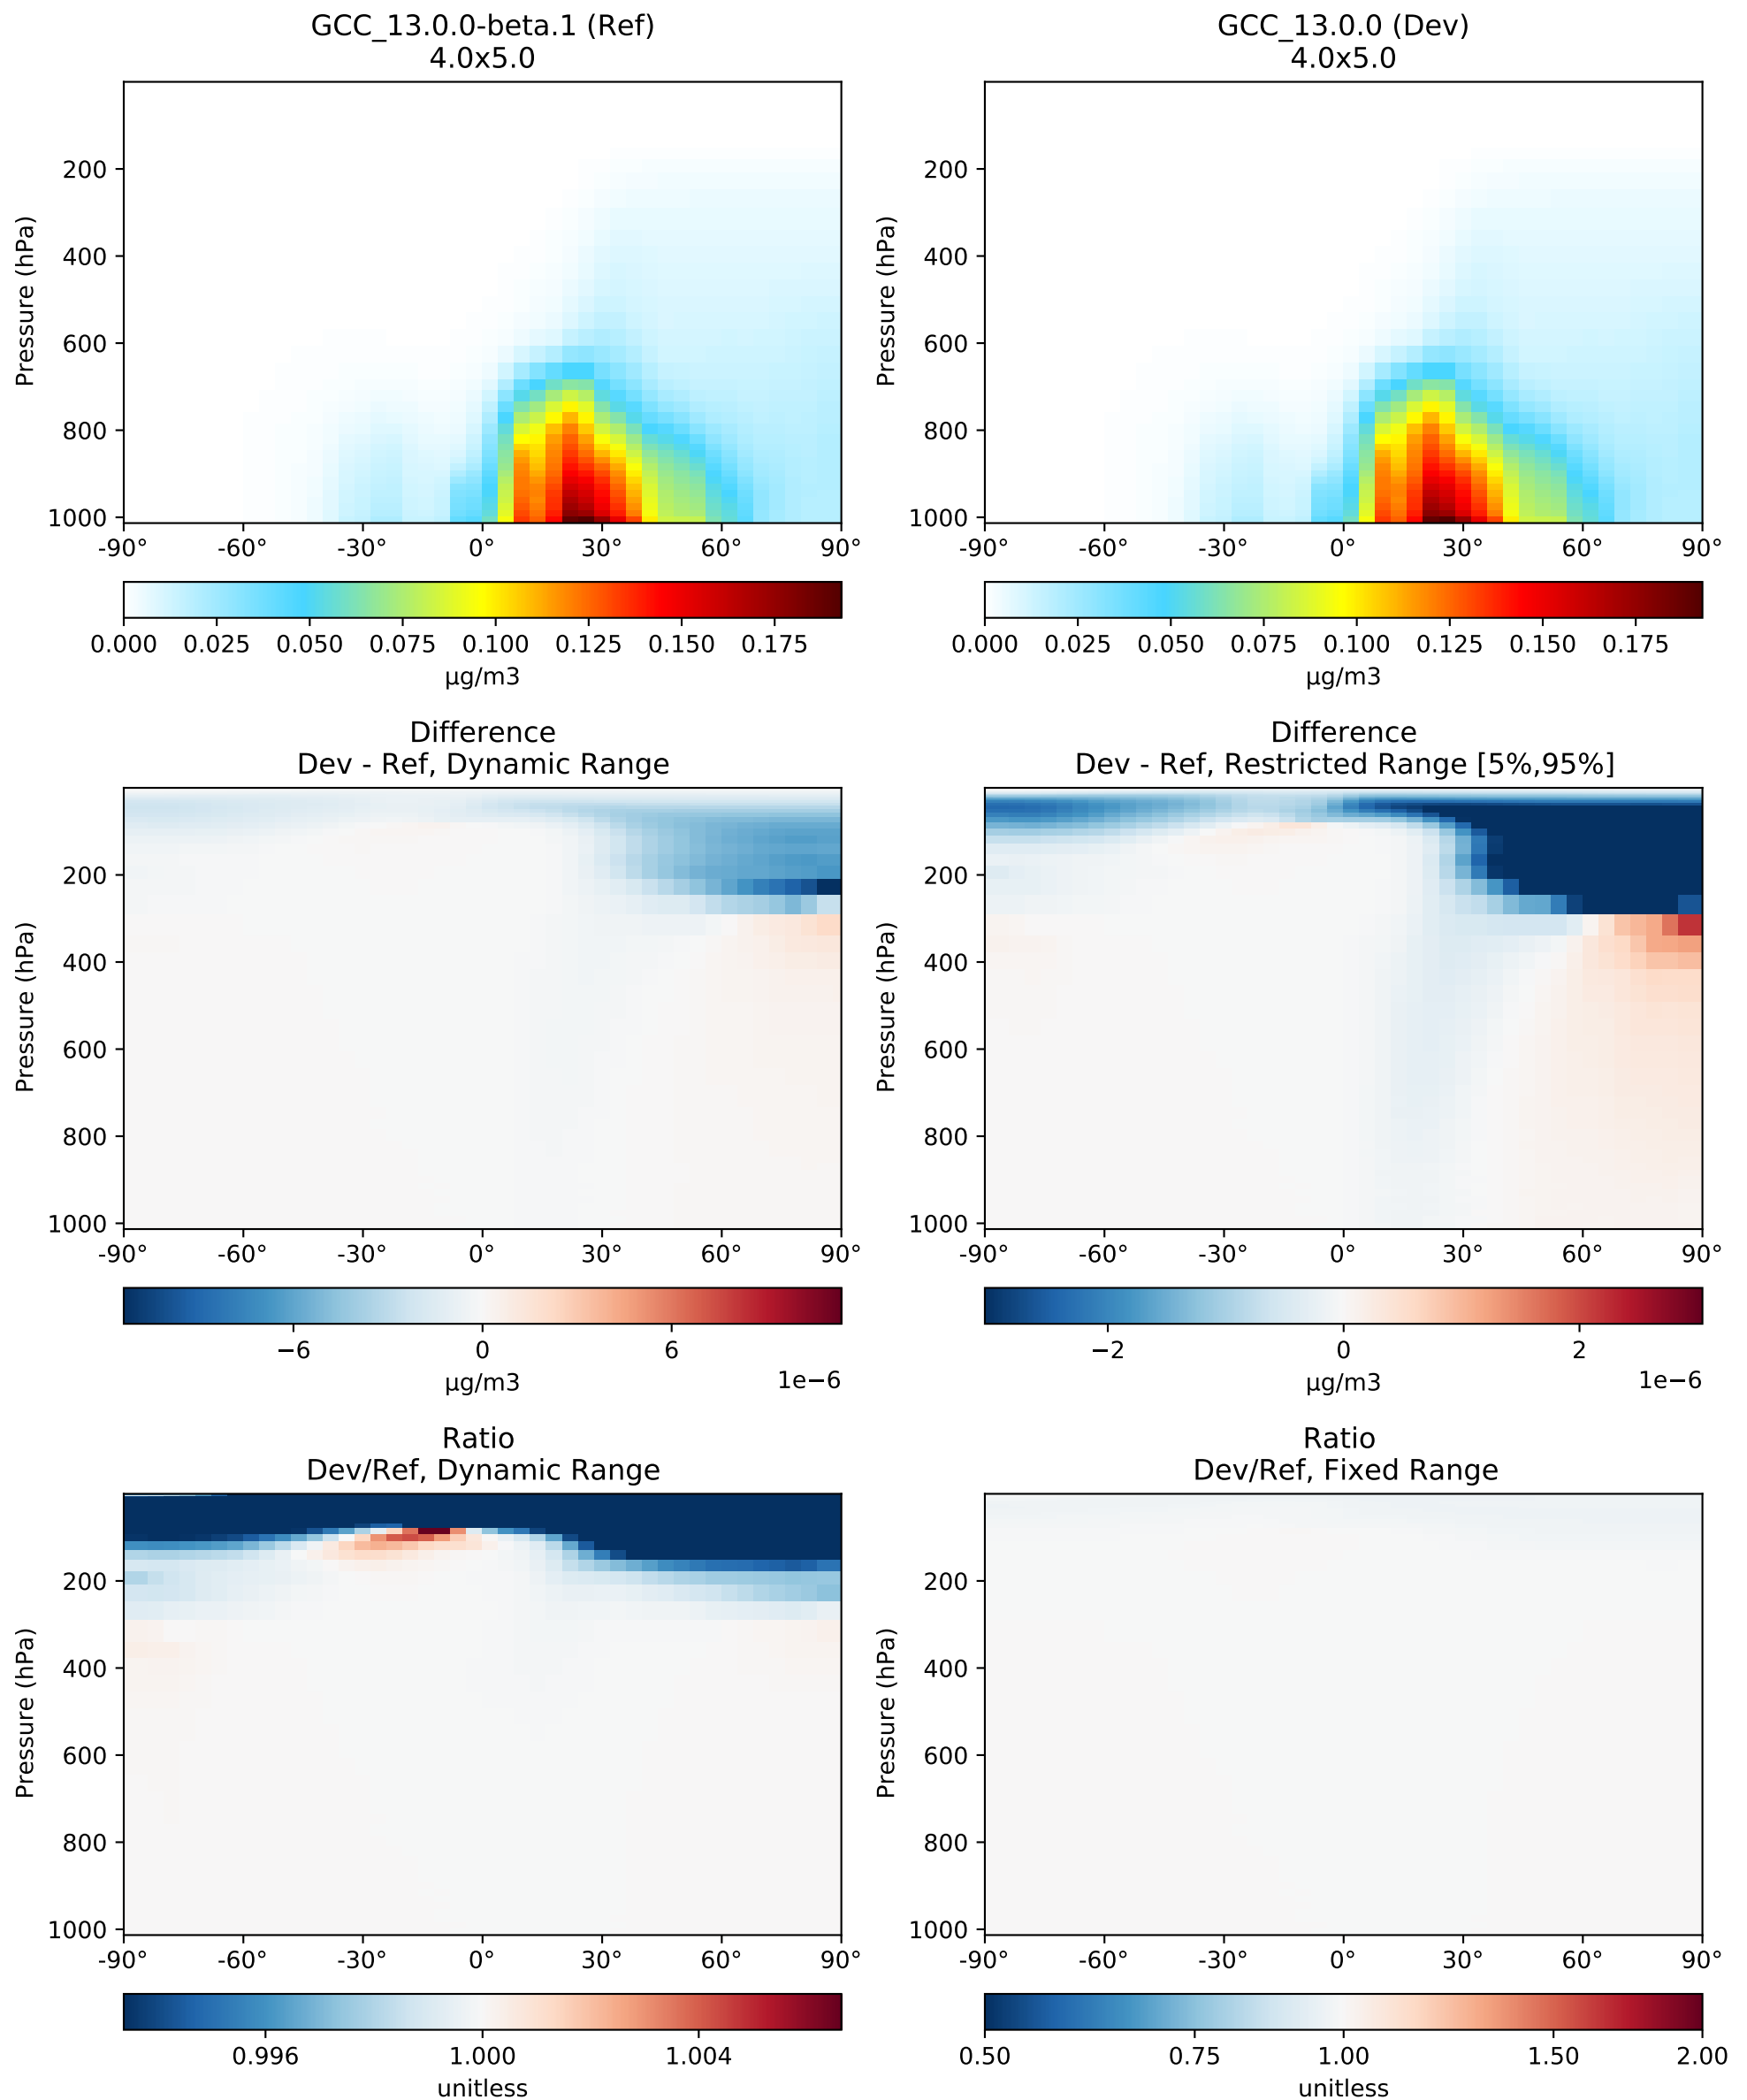 GCC_13.0.0-beta.1 (Ref)
4.0x5.0
GCC_13.0.0 (Dev)
4.0x5.0
Pressure (hPa)
200
400
600
800
1000
-90° -60° -30° 0° 30° 60° 90°
0.000 0.025 0.050 0.075 0.100 0.125 0.150 0.175
µg/m3
Pressure (hPa)
200
400
600
800
1000
-90° -60° -30° 0° 30° 60° 90°
0.000 0.025 0.050 0.075 0.100 0.125 0.150 0.175
µg/m3
Difference
Dev - Ref, Dynamic Range
Pressure (hPa)
200
400
600
800
1000
-90° -60° -30° 0° 30° 60° 90°
−6 0 6
µg/m3 1e−6
Difference
Dev - Ref, Restricted Range [5%,95%]
Pressure (hPa)
200
400
600
800
1000
-90° -60° -30° 0° 30° 60° 90°
−2 0 2
µg/m3 1e−6
Ratio
Dev/Ref, Dynamic Range
Pressure (hPa)
200
400
600
800
1000
-90° -60° -30° 0° 30° 60° 90°
0.996 1.000 1.004
unitless
Ratio
Dev/Ref, Fixed Range
Pressure (hPa)
200
400
600
800
1000
-90° -60° -30° 0° 30° 60° 90°
0.50 0.75 1.00 1.50 2.00
unitless